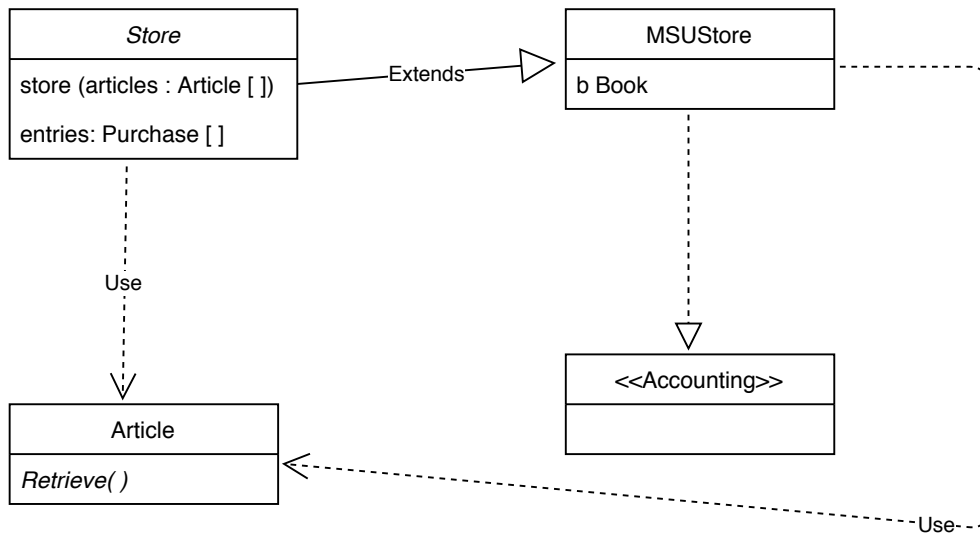 Store
store (articles : Article [ ])
entries: Purchase [ ]
Extends
MSUStore
b Book
Use
<<Accounting>>
Article
Retrieve( )
Use